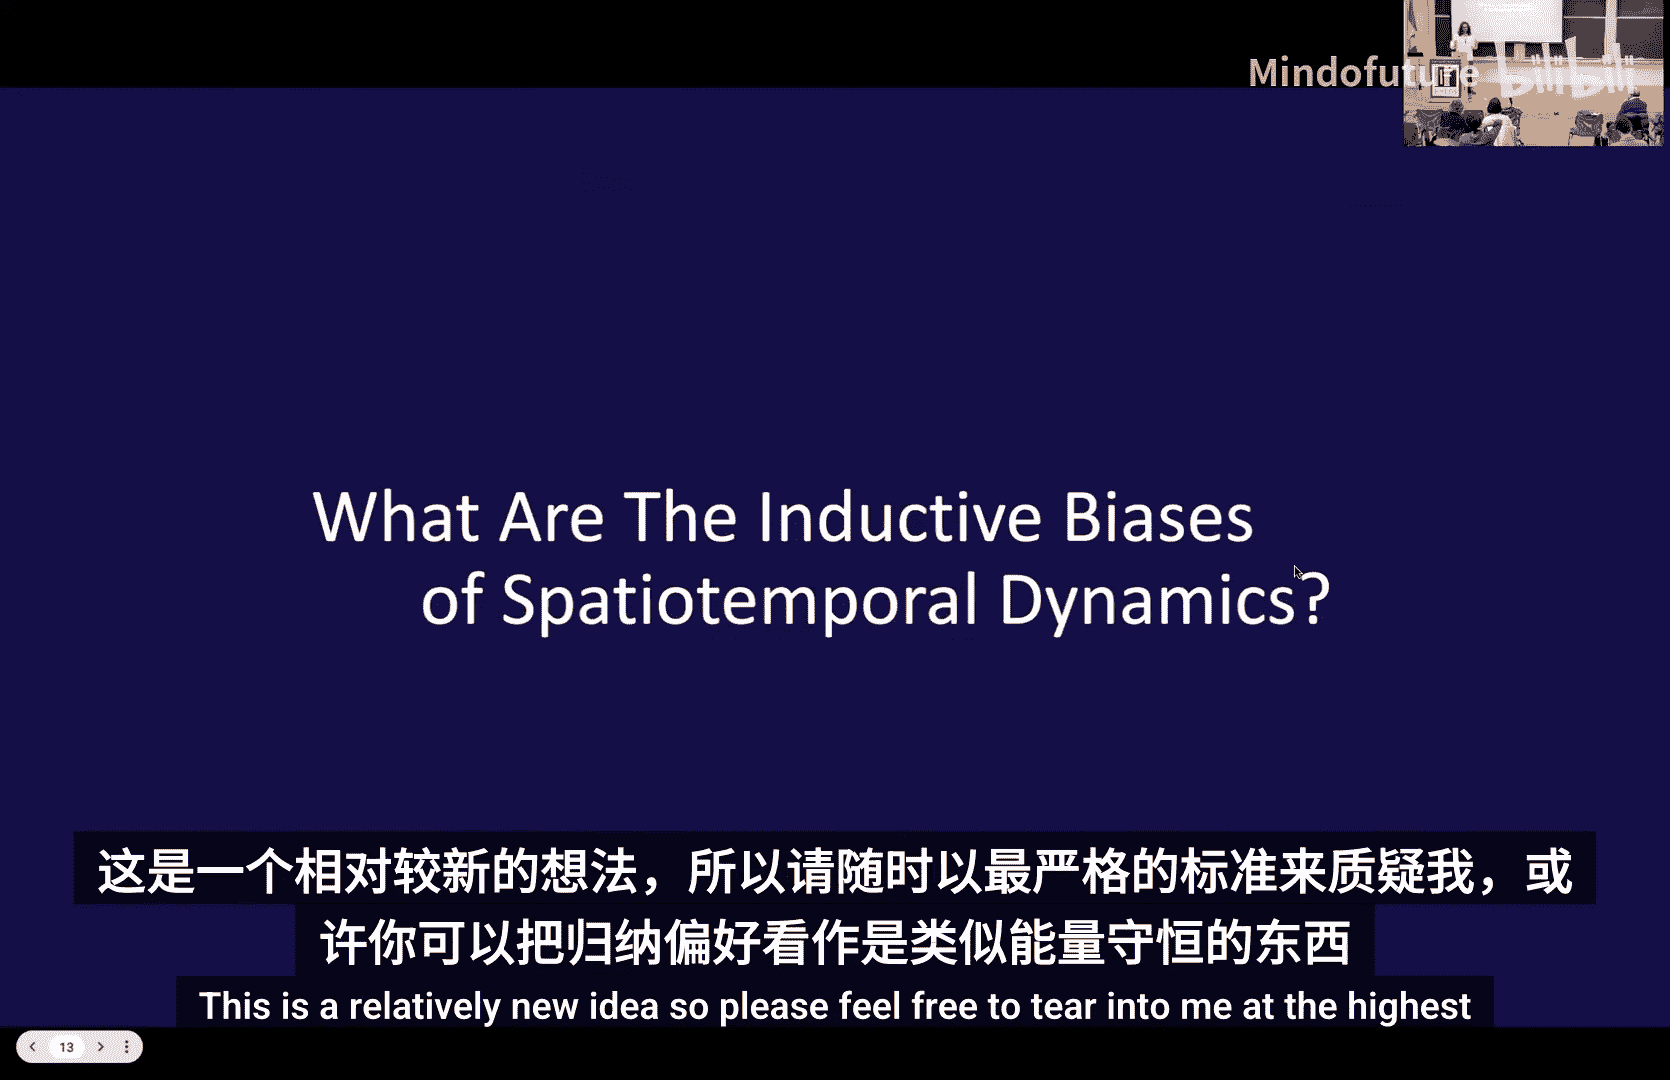 Mindofuture
bilibili
What Are The Inductive Biases
of Spatiotemporal Dynamics?
这是一个相对较新的想法，所以请随时以最严格的标准来质疑我，或
许你可以把归纳偏好看作是类似能量守恒的东西
This is a relatively new idea so please feel free to tear into me at the highest
13